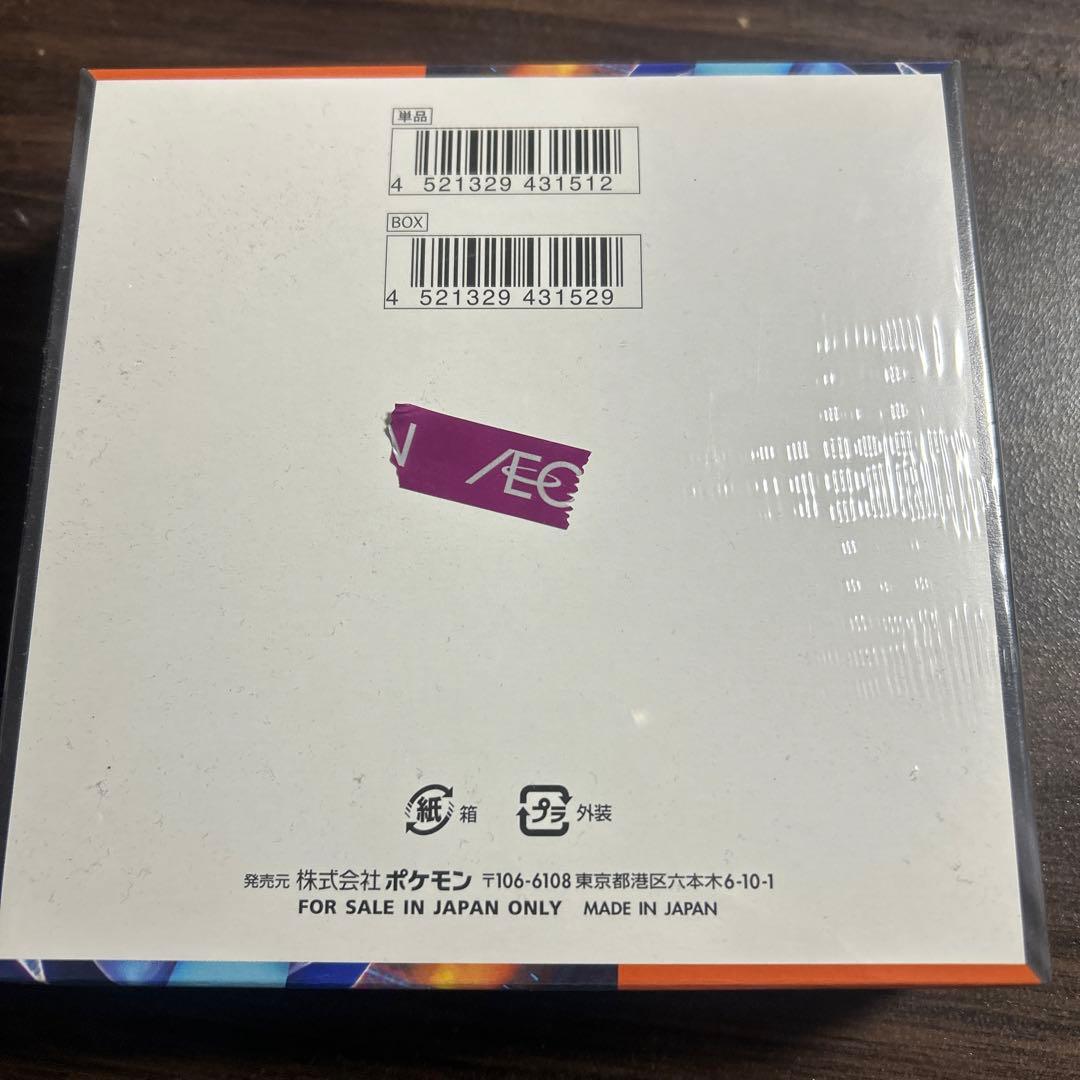 単品
4 521329 431512
BOX
4 521329 431529
ÆC
紙 箱 プラ 外装
発売元 株式会社 ポケモン 〒106-6108 東京都港区六本木6-10-1
FOR SALE IN JAPAN ONLY MADE IN JAPAN